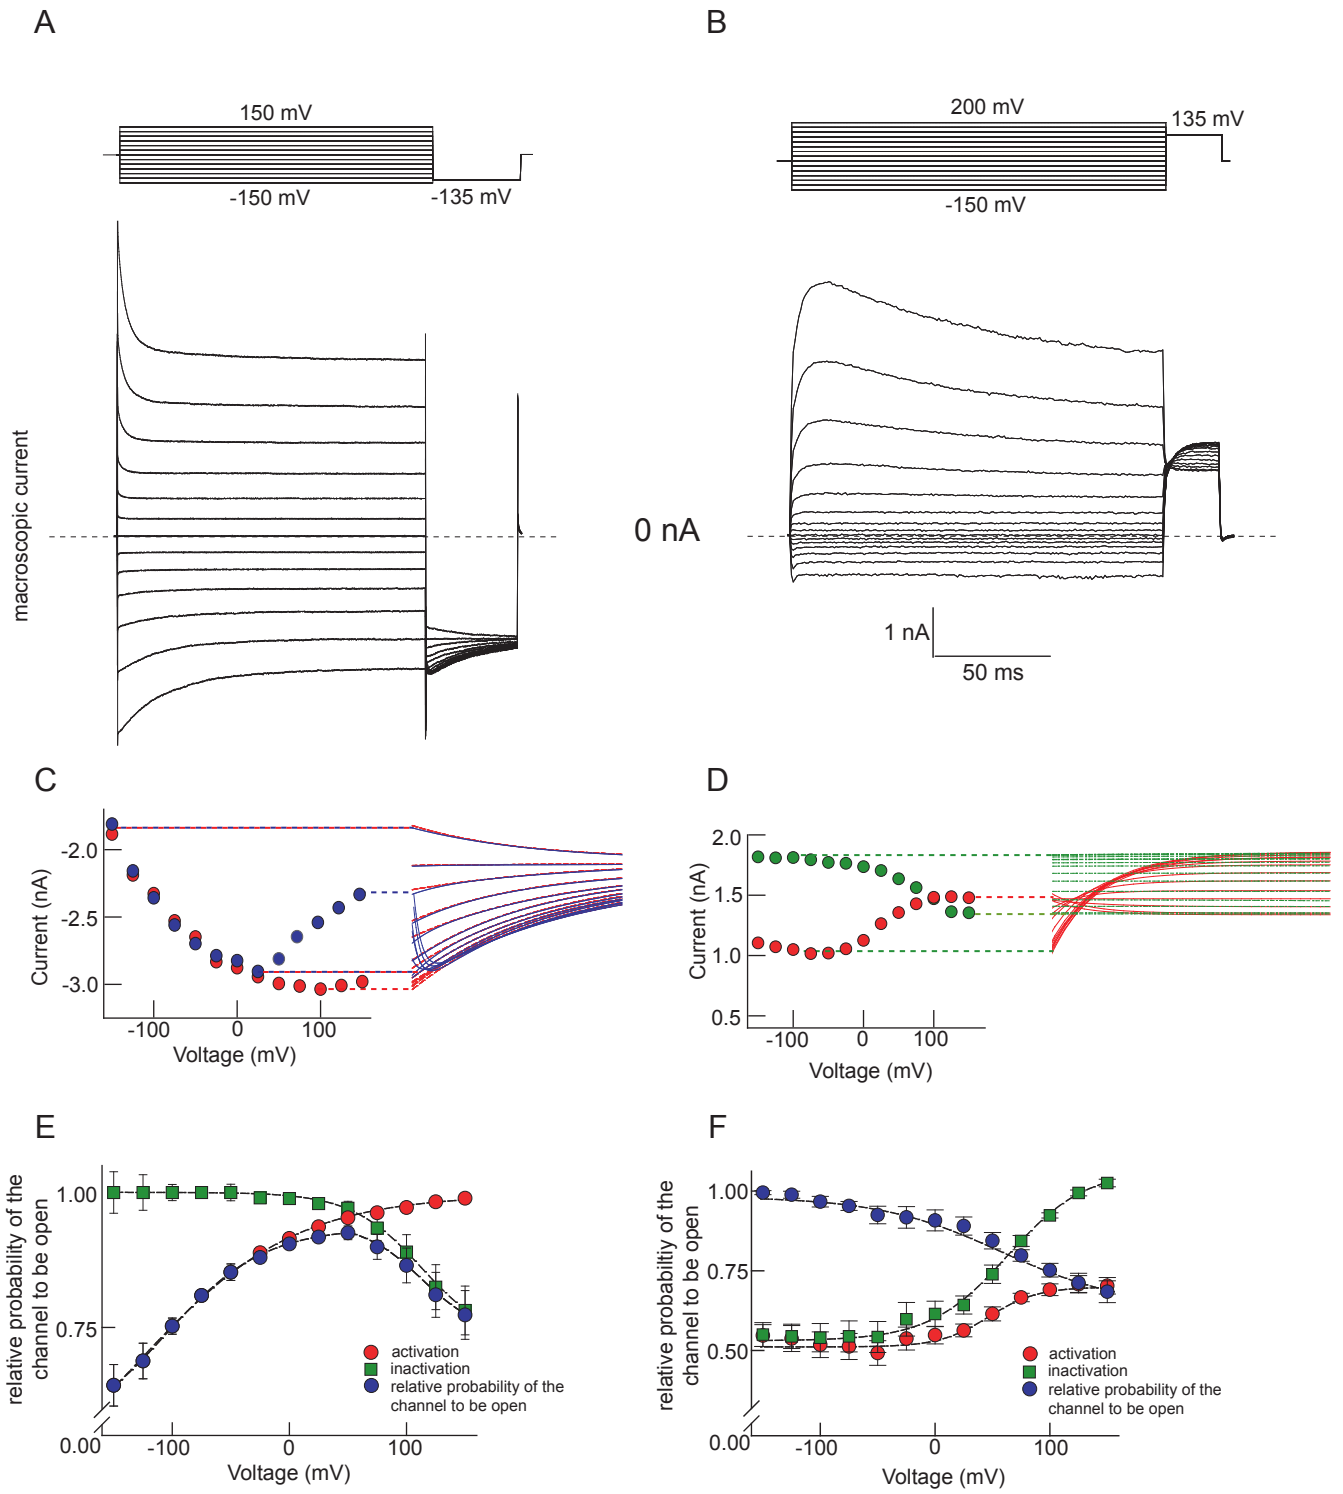 A
B
150 mV
-150 mV
-135 mV
200 mV
135 mV
-150 mV
macroscopic current
0 nA
1 nA
50 ms
C
D
Current (nA)
-2.0
-2.5
-3.0
-100
0
100
Voltage (mV)
Current (nA)
2.0
1.5
1.0
0.5
-100
0
100
Voltage (mV)
E
F
relative probability of the
channel to be open
1.00
0.75
0.00
-100
0
100
Voltage (mV)
activation
inactivation
relative probability of the
channel to be open
relative probabiltiy of the
channel to be open
1.00
0.75
0.50
0.00
-100
0
100
Voltage (mV)
activation
inactivation
relative probability of the
channel to be open